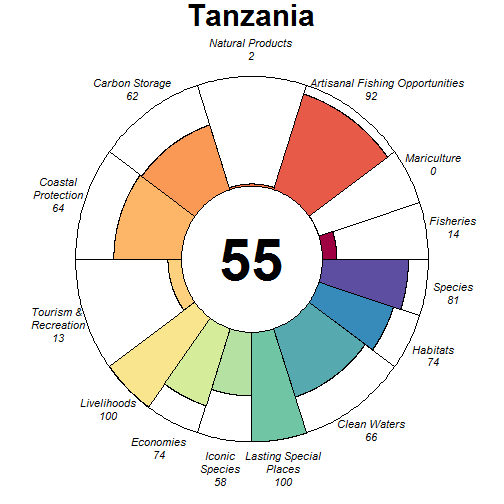 Tanzania
Natural Products
2
Artisanal Fishing Opportunities
92
Mariculture
0
Fisheries
14
Species
81
Habitats
74
Clean Waters
66
Lasting Special
Places
100
Iconic
Species
58
Economies
74
Livelihoods
100
Tourism &
Recreation
13
Coastal
Protection
64
Carbon Storage
62
55